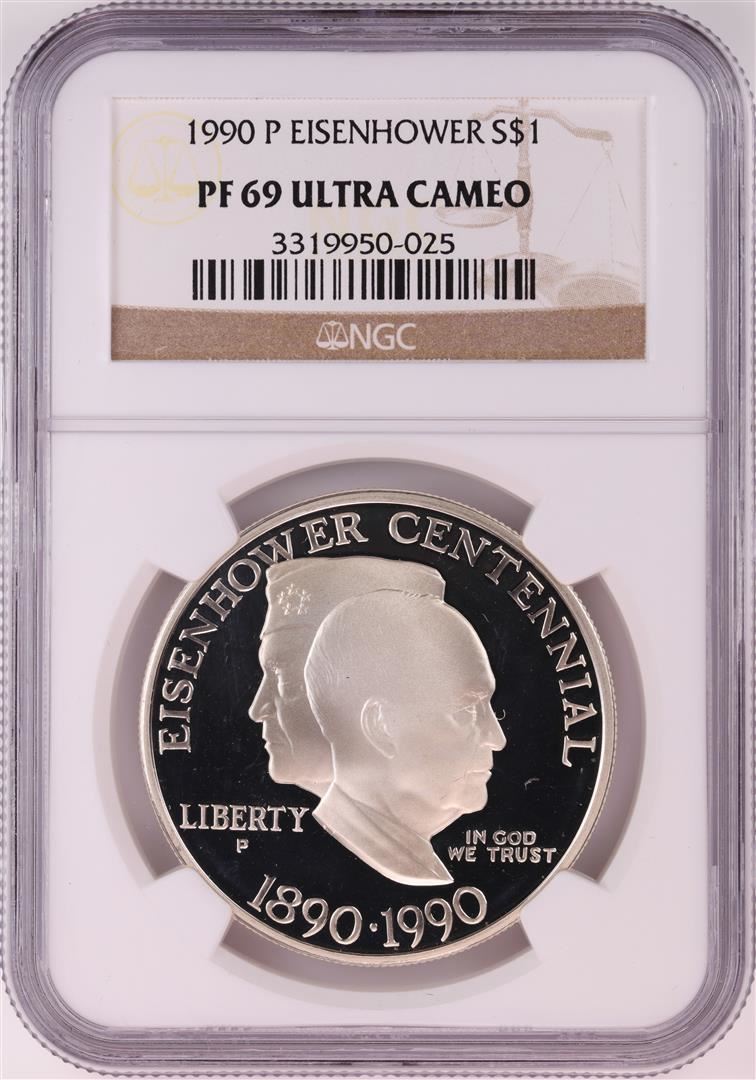 1990 P EISENHOWER S$1
PF 69 ULTRA CAMEO
3319950-025
NGC
EISENHOWER CENTENNIAL
LIBERTY
P
IN GOD
WE TRUST
1890·1990